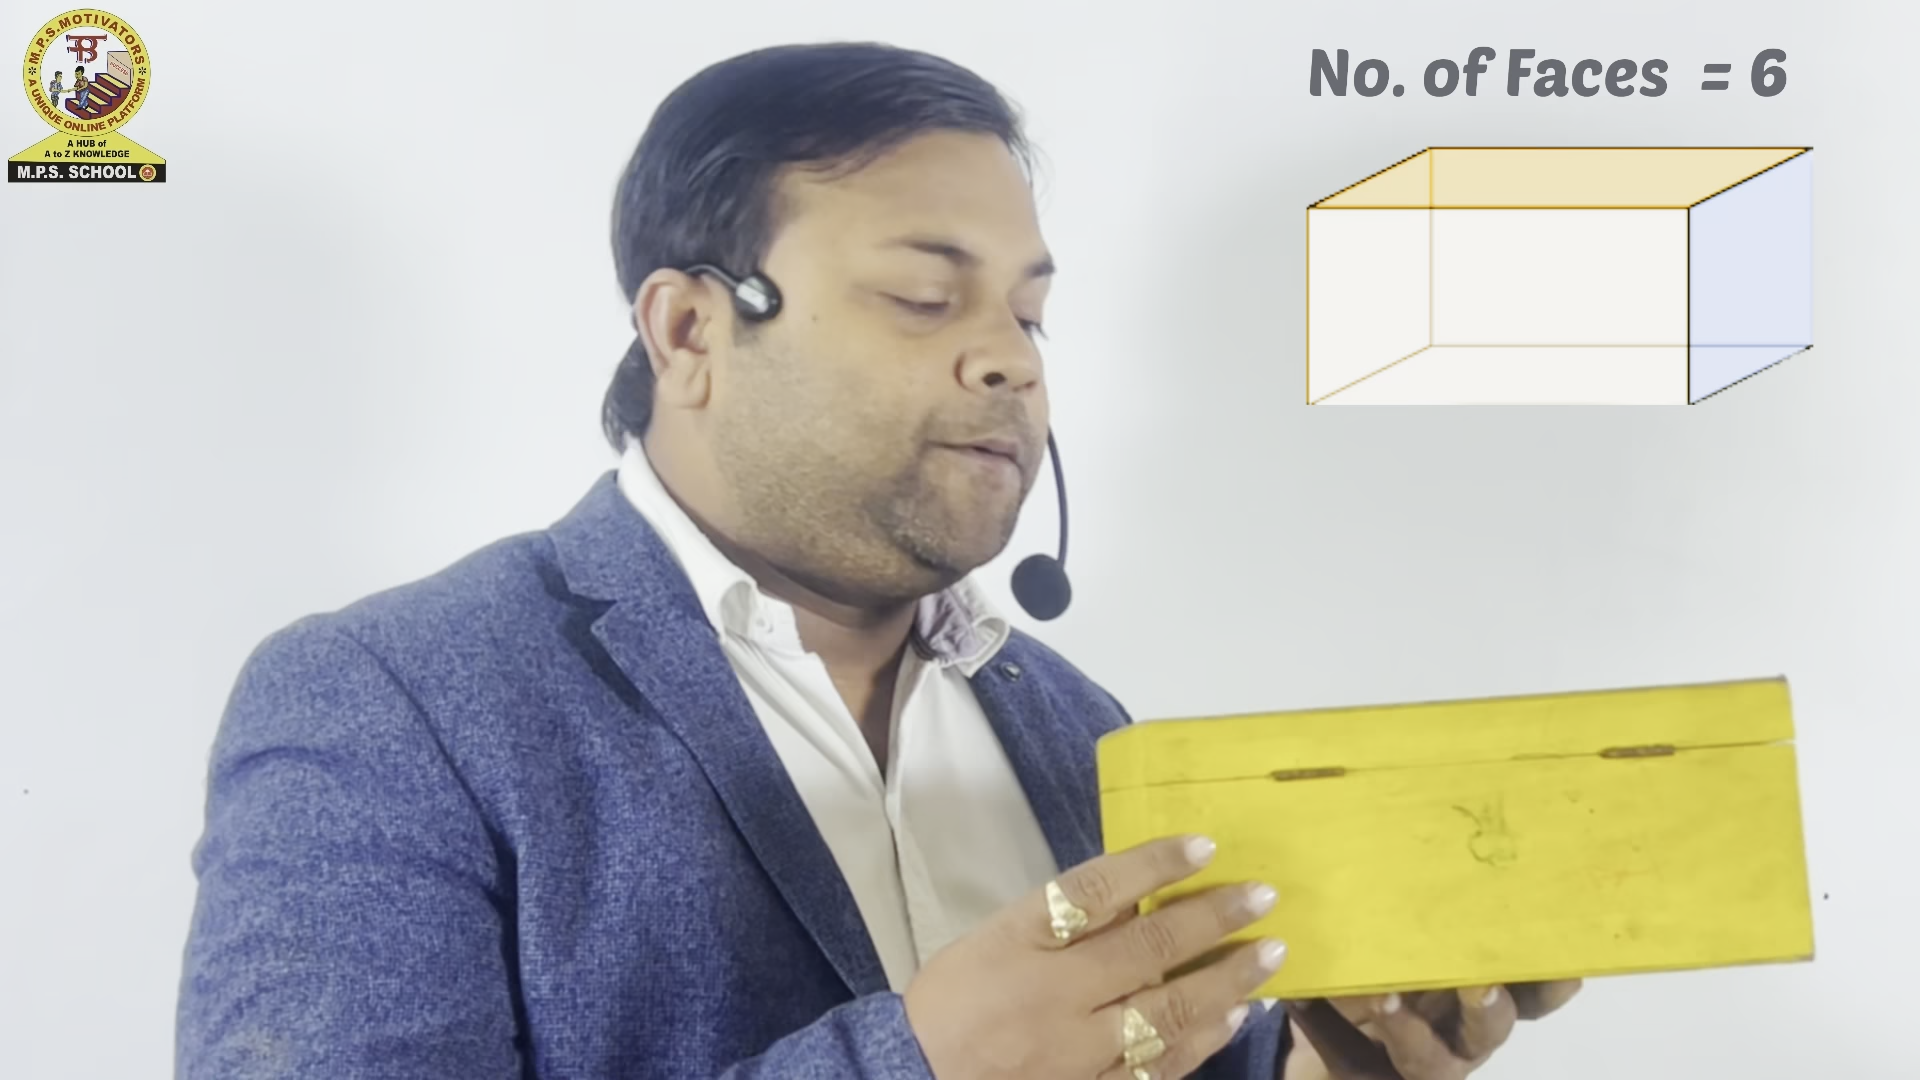 M.P.S. MOTIVATORS
A UNIQUE ONLINE PLATFORM
A HUB of
A to Z KNOWLEDGE
M.P.S. SCHOOL
No. of Faces = 6